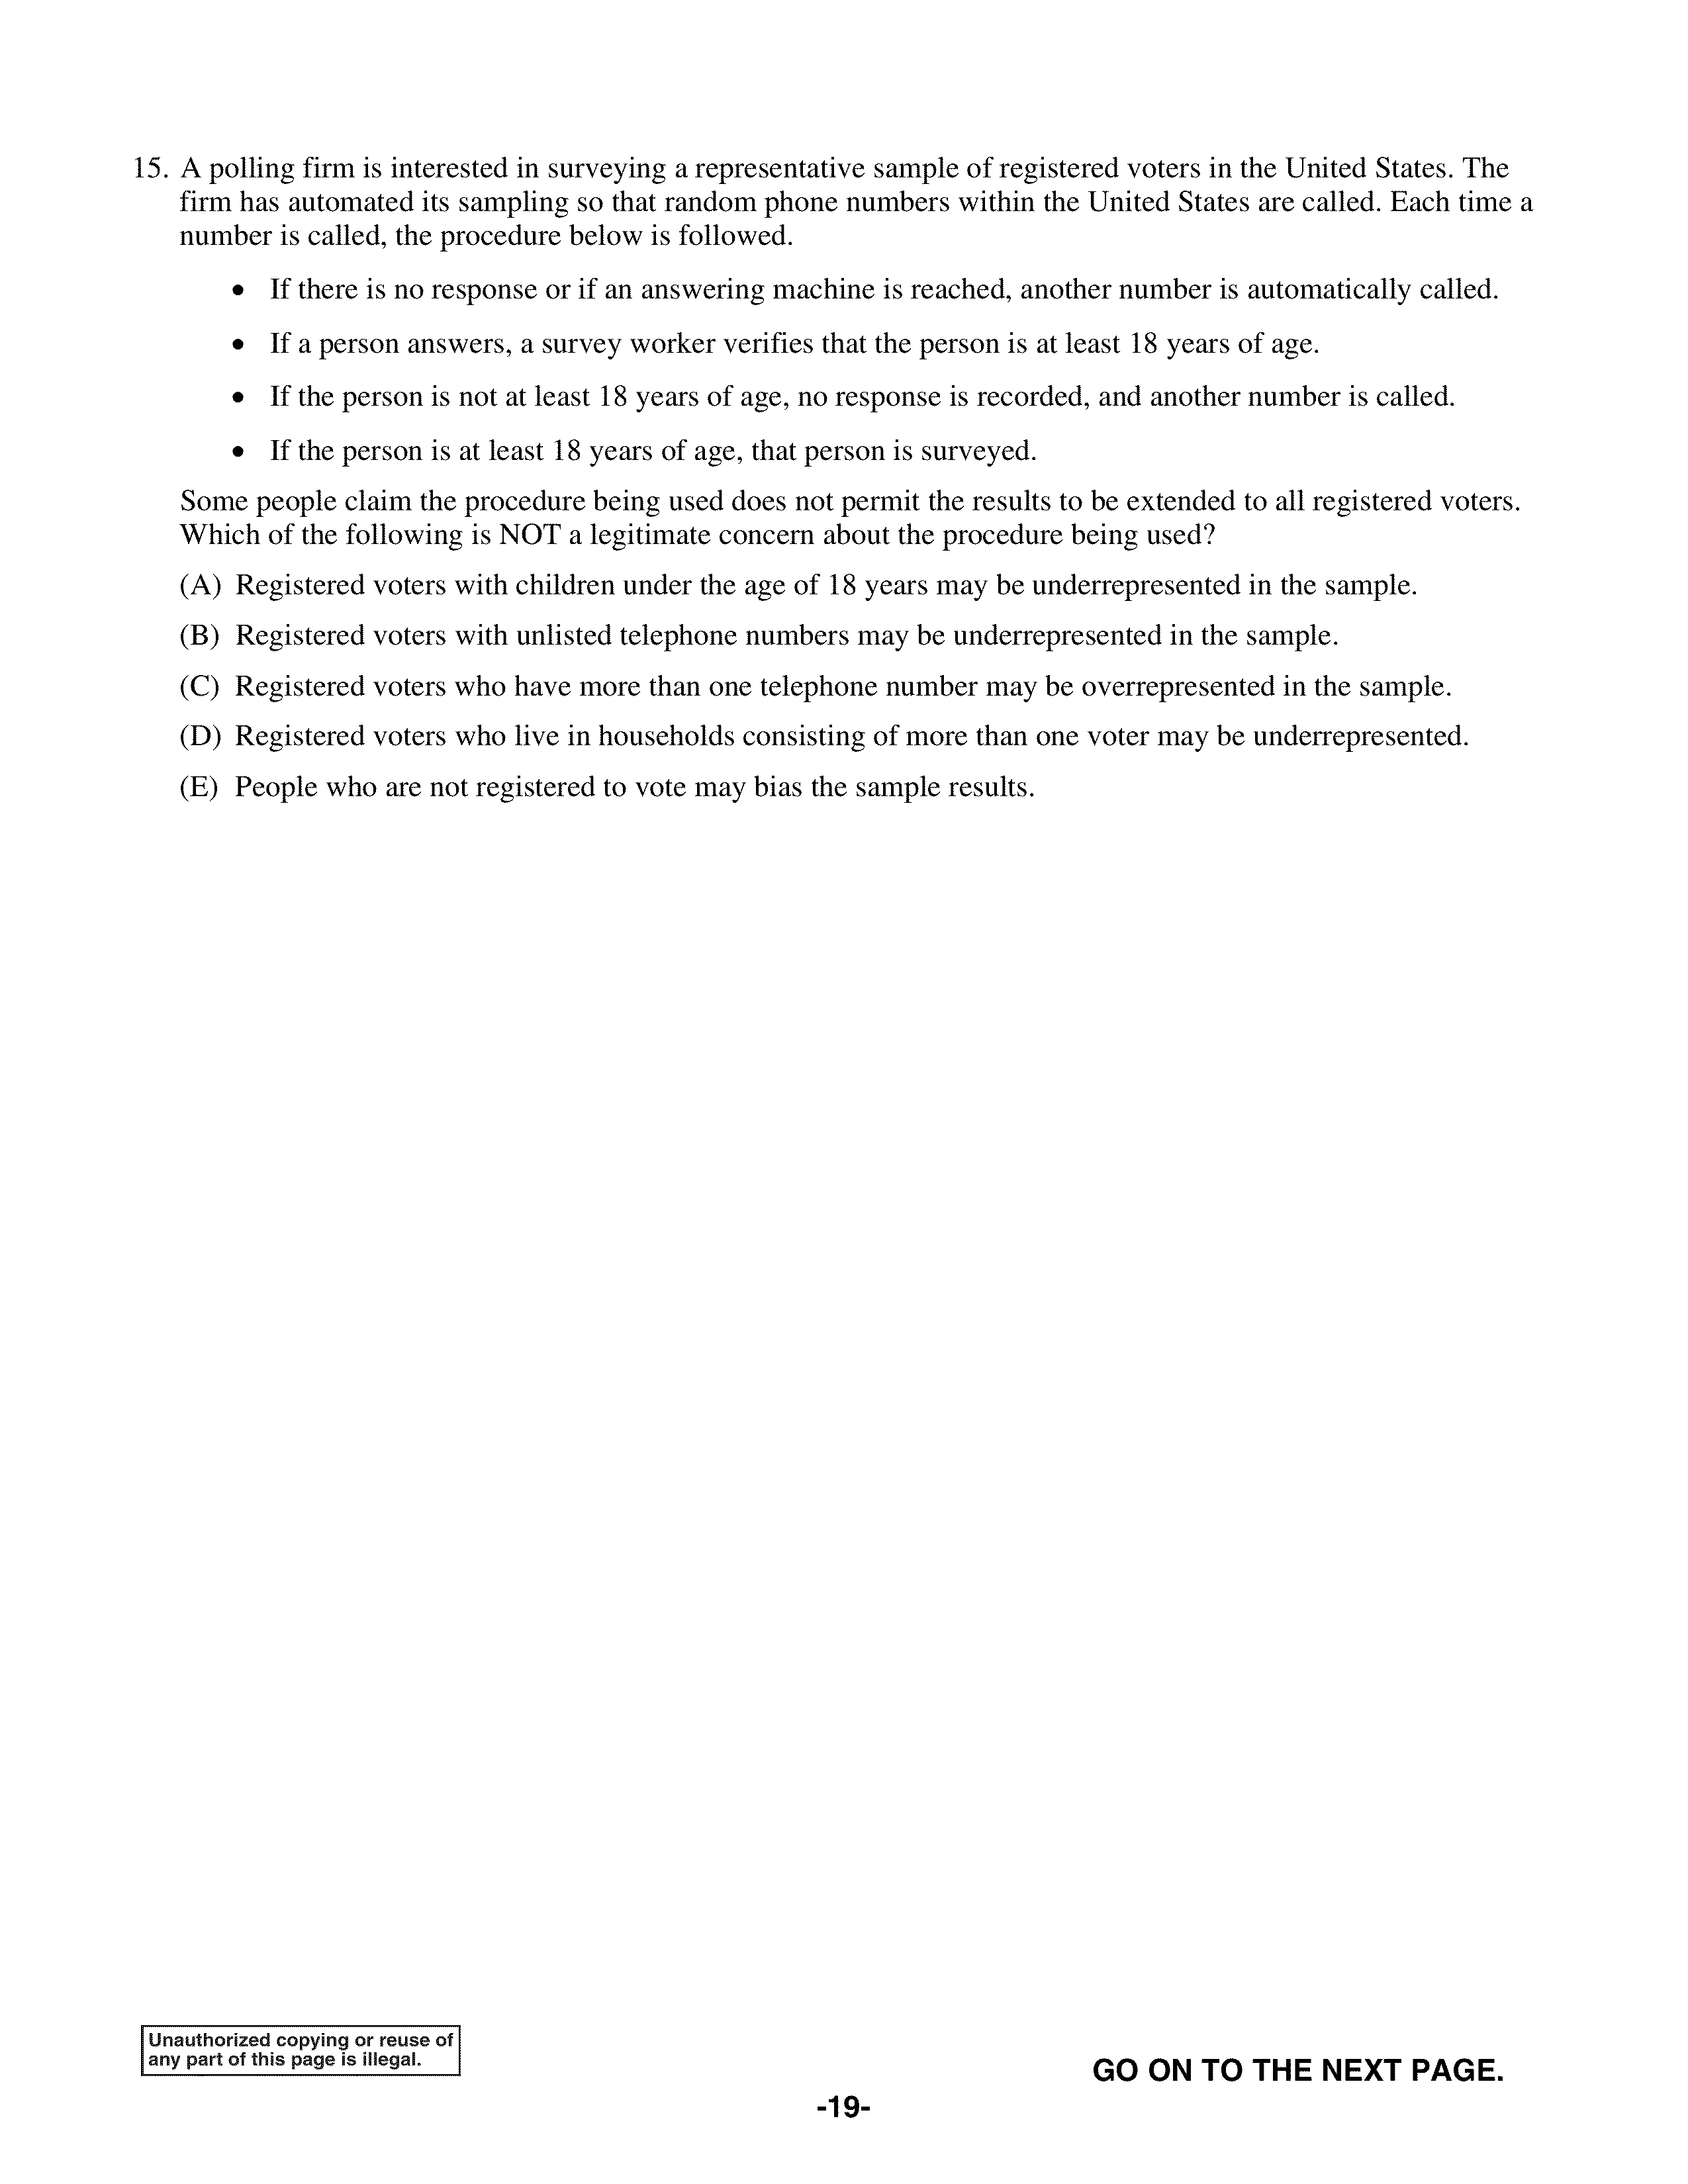 15. A polling firm is interested in surveying a representative sample of registered voters in the United States. The
firm has automated its sampling so that random phone numbers within the United States are called. Each time a
number is called, the procedure below is followed.
• If there is no response or if an answering machine is reached, another number is automatically called.
• If a person answers, a survey worker verifies that the person is at least 18 years of age.
• If the person is not at least 18 years of age, no response is recorded, and another number is called.
• If the person is at least 18 years of age, that person is surveyed.
Some people claim the procedure being used does not permit the results to be extended to all registered voters.
Which of the following is NOT a legitimate concern about the procedure being used?
(A) Registered voters with children under the age of 18 years may be underrepresented in the sample.
(B) Registered voters with unlisted telephone numbers may be underrepresented in the sample.
(C) Registered voters who have more than one telephone number may be overrepresented in the sample.
(D) Registered voters who live in households consisting of more than one voter may be underrepresented.
(E) People who are not registered to vote may bias the sample results.
Unauthorized copying or reuse of
any part of this page is illegal.
GO ON TO THE NEXT PAGE.
-19-